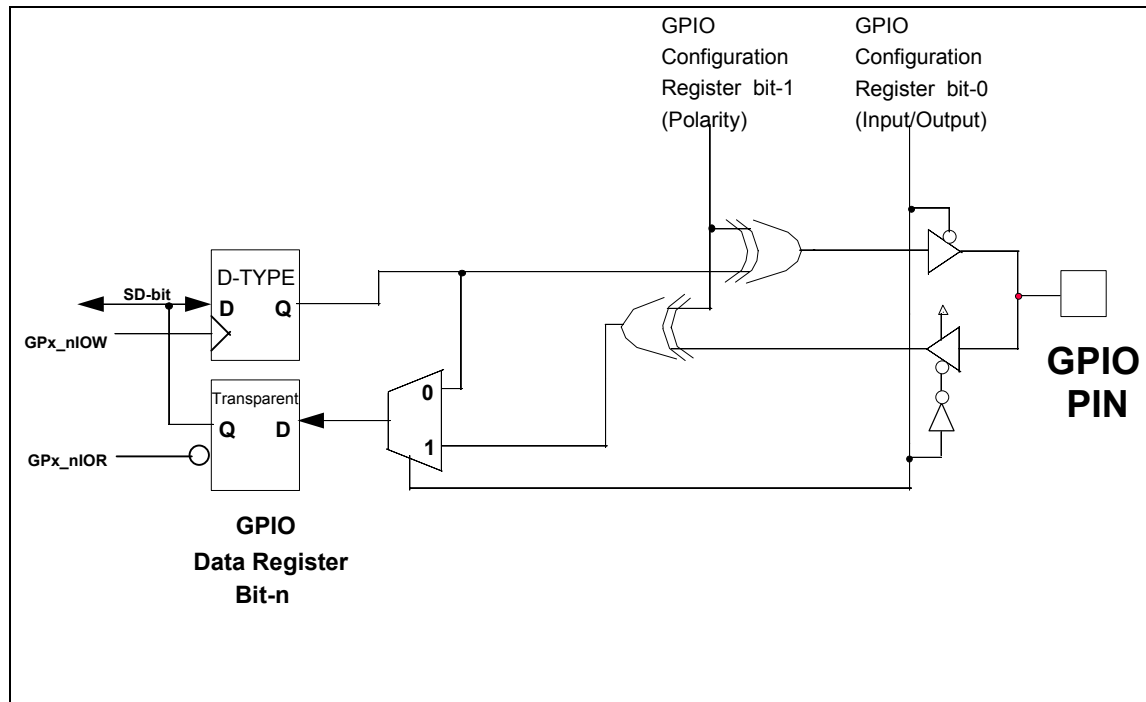 GPIO
Configuration
Register bit-1
(Polarity)
GPIO
Configuration
Register bit-0
(Input/Output)
D-TYPE
SD-bit
D Q
GPx_nIOW
Transparent
Q D
GPx_nIOR
0
1
GPIO
PIN
GPIO
Data Register
Bit-n